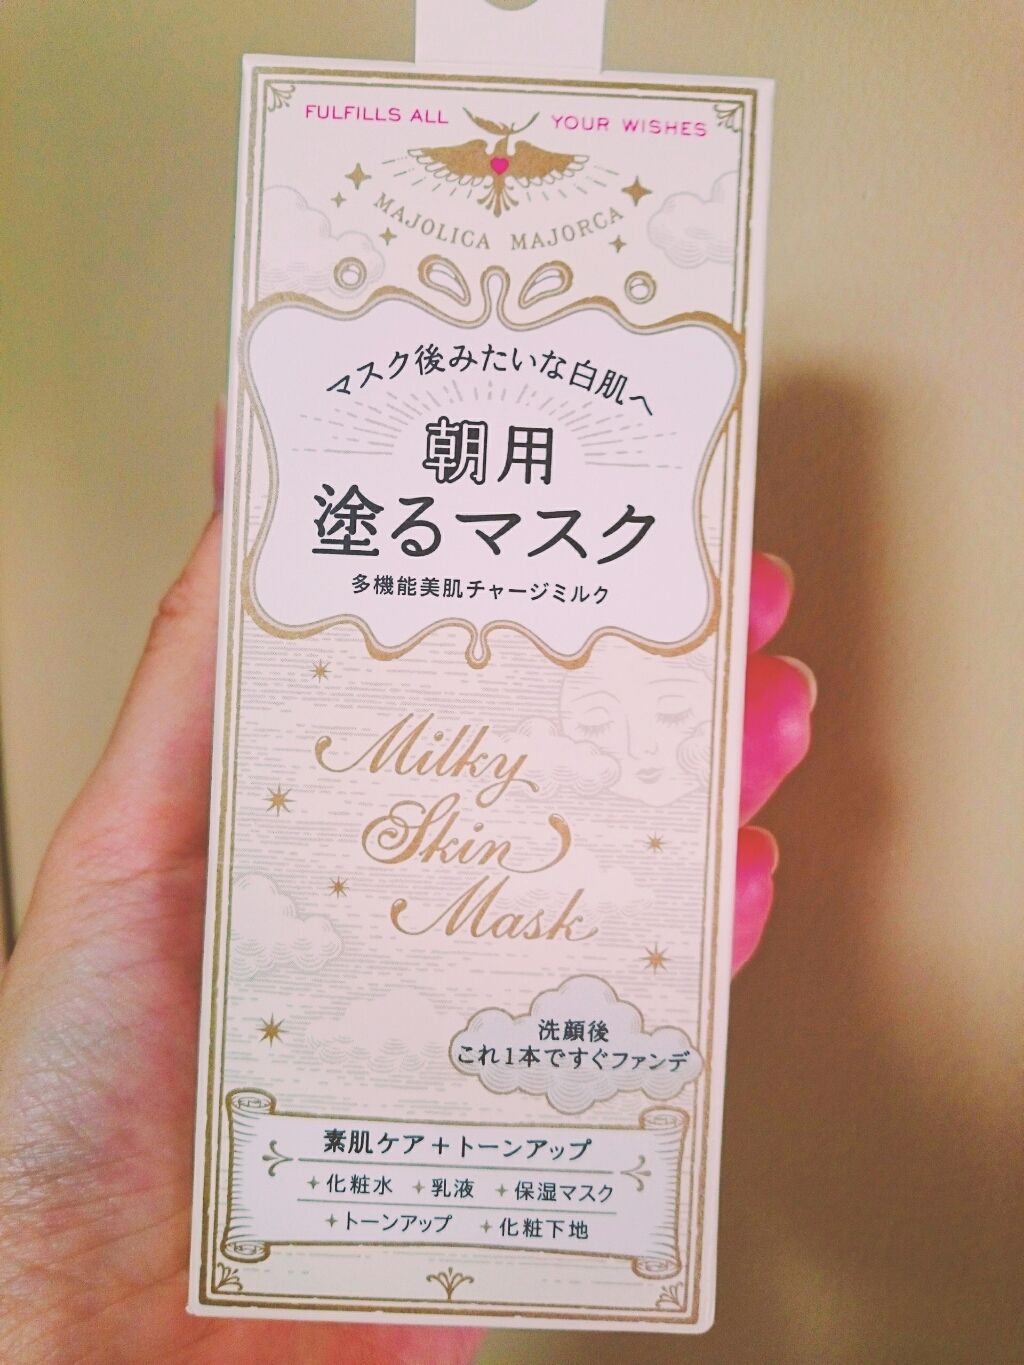 FULFILLS ALL YOUR WISHES
MAJOLICA MAJORCA
マスク後みたいな白肌へ
朝用
塗るマスク
多機能美肌チャージミルク
Milky
Skin
Mask
洗顔後
これ1本ですぐファンデ
素肌ケア+トーンアップ
化粧水 乳液 保湿マスク
トーンアップ 化粧下地